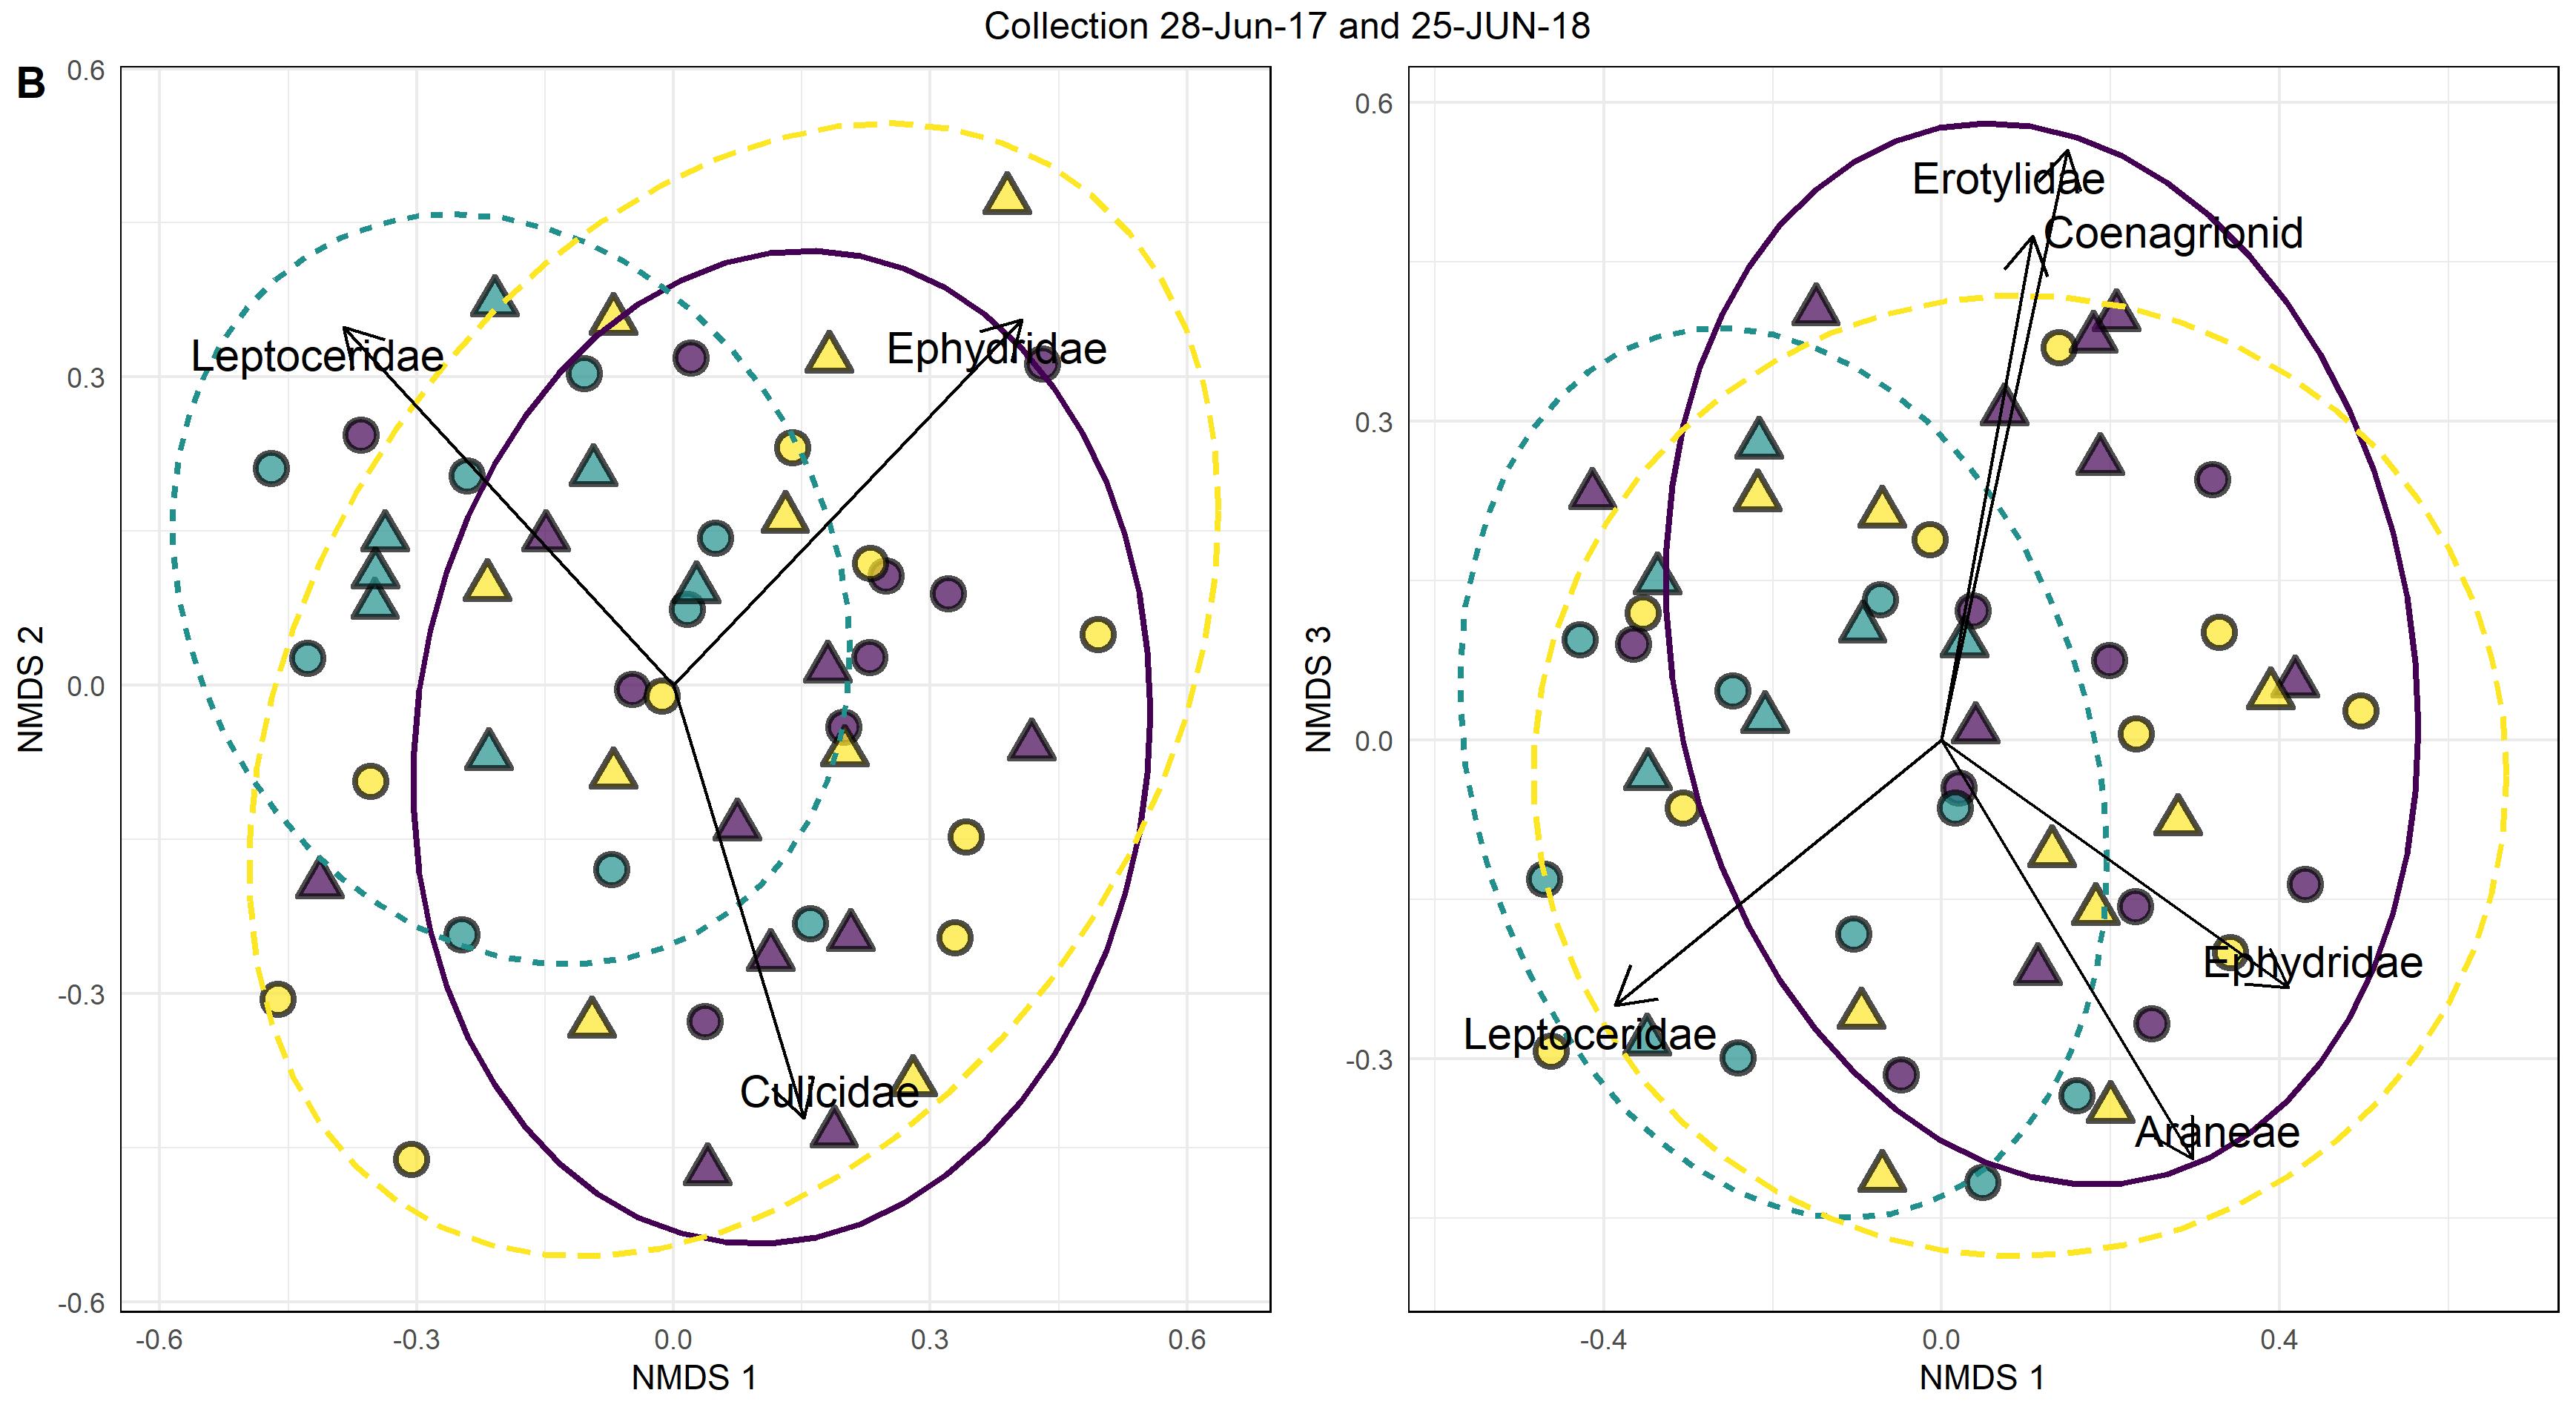 Collection 28-Jun-17 and 25-JUN-18
B
0.6
0.3
0.0
-0.3
-0.6
NMDS 2
Leptoceridae
Ephydridae
Culicidae
-0.6
-0.3
0.0
0.3
0.6
NMDS 1
0.6
0.3
0.0
-0.3
NMDS 3
Erotylidae
Coenagrionid
Ephydridae
Leptoceridae
Araneae
-0.4
0.0
0.4
NMDS 1